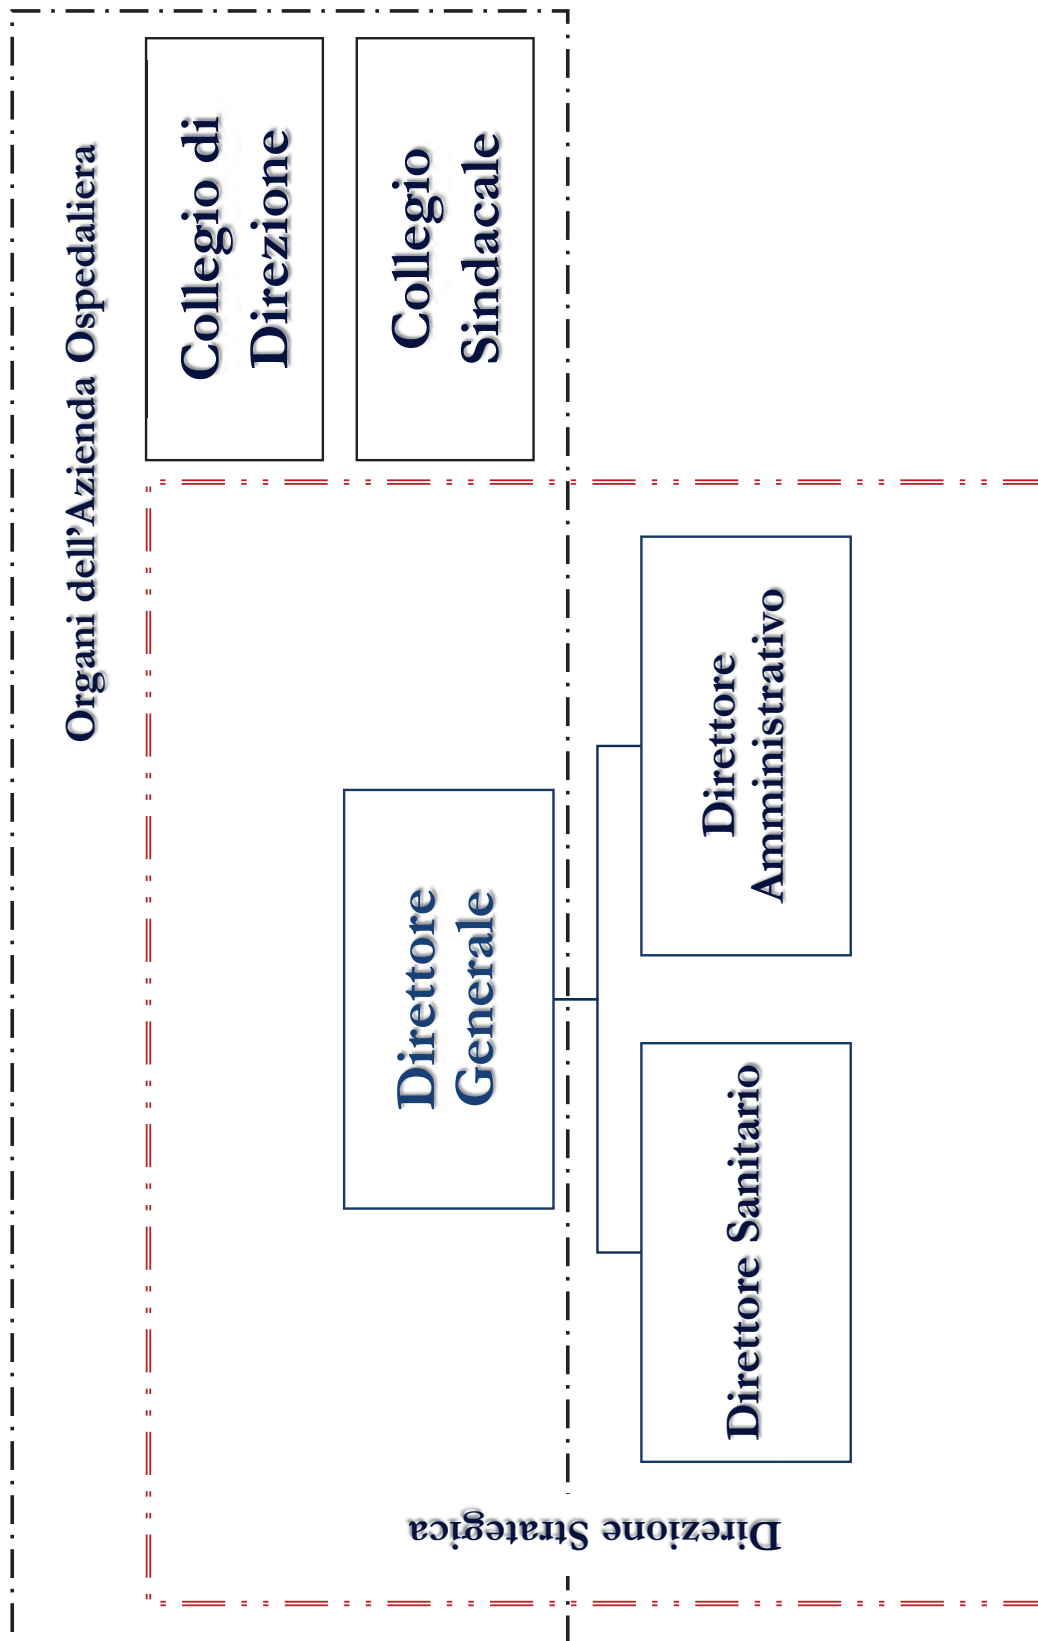 Organi dell’Azienda Ospedaliera
Collegio di
Direzione
Collegio
Sindacale
Direttore
Generale
Direttore
Amministrativo
Direttore Sanitario
Direzione Strategica